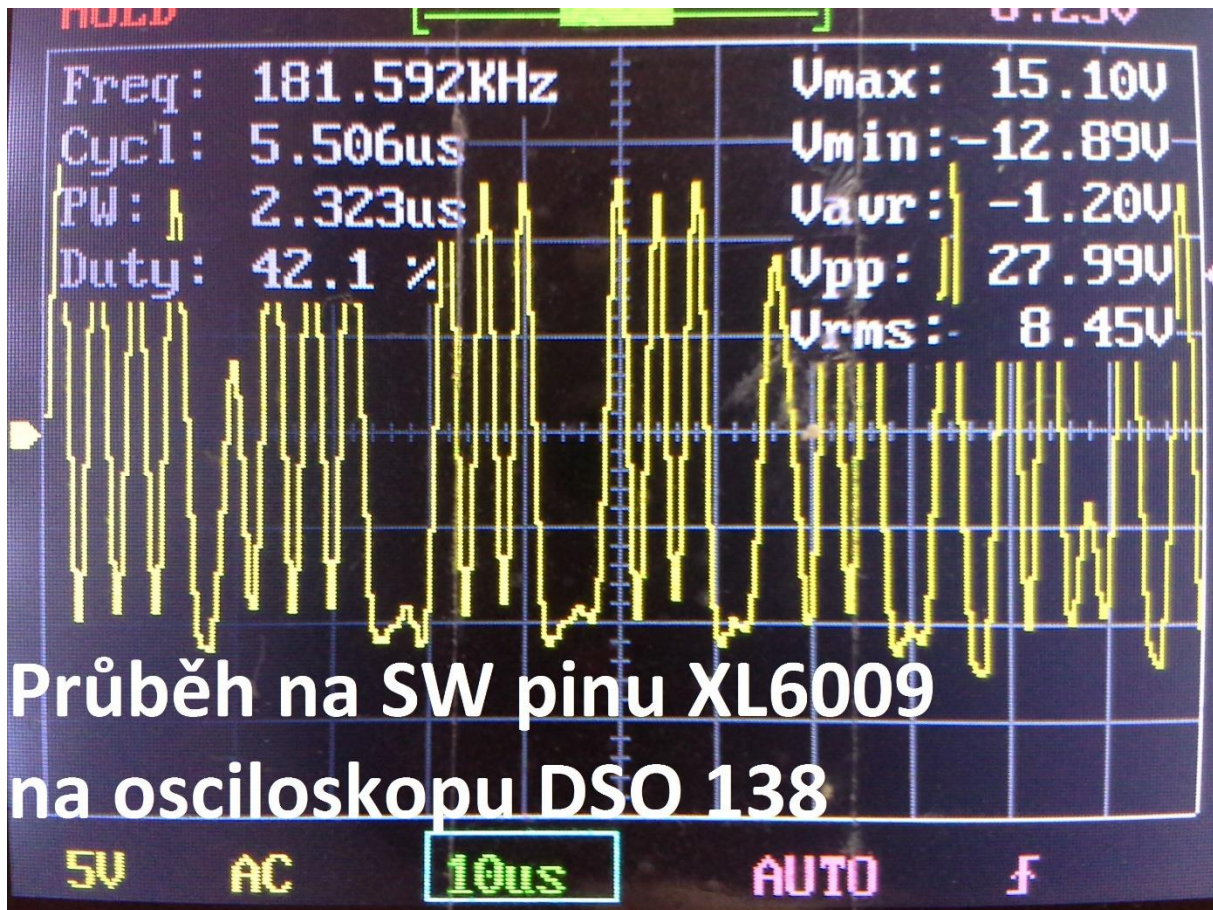 HOLD
Freq: 181.592KHz Vmax: 15.10V
Cycl: 5.506us Vmin:-12.89V
PW: 2.323us Vavr: -1.20V
Duty: 42.1 % Vpp: 27.99V
Vrms: 8.45V
Průběh na SW pinu XL6009
na osciloskopu DSO 138
5V AC 10us AUTO